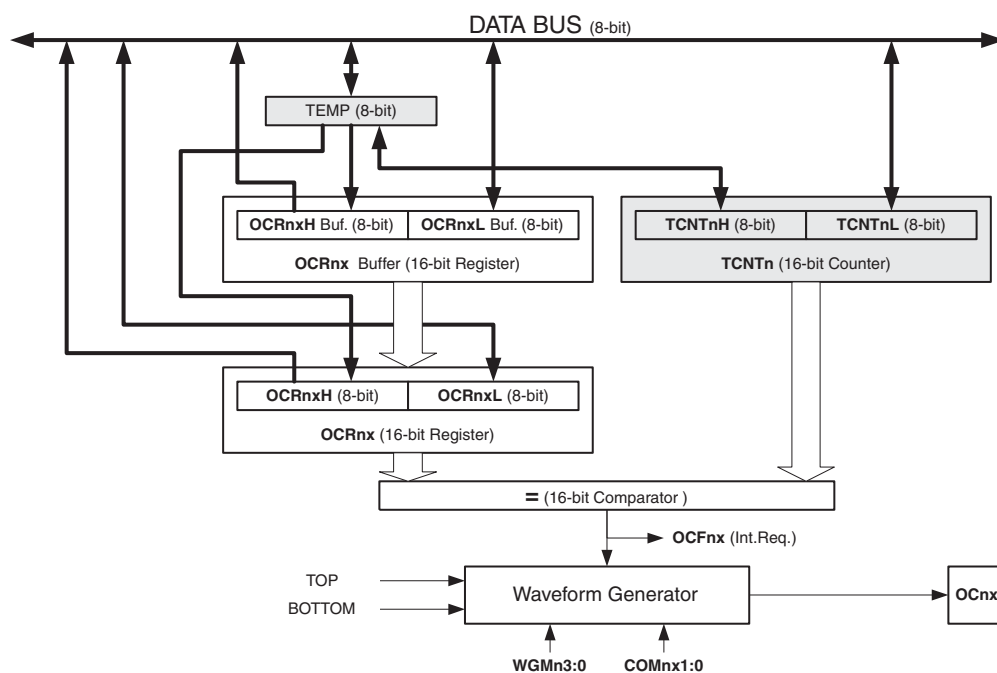 DATA BUS (8-bit)
TEMP (8-bit)
OCRnxH Buf. (8-bit) OCRnxL Buf. (8-bit)
TCNTnH (8-bit) TCNTnL (8-bit)
OCRnx Buffer (16-bit Register)
TCNTn (16-bit Counter)
OCRnxH (8-bit) OCRnxL (8-bit)
OCRnx (16-bit Register)
= (16-bit Comparator )
OCFnx (Int.Req.)
TOP
BOTTOM
Waveform Generator
OCnx
WGMn3:0 COMnx1:0